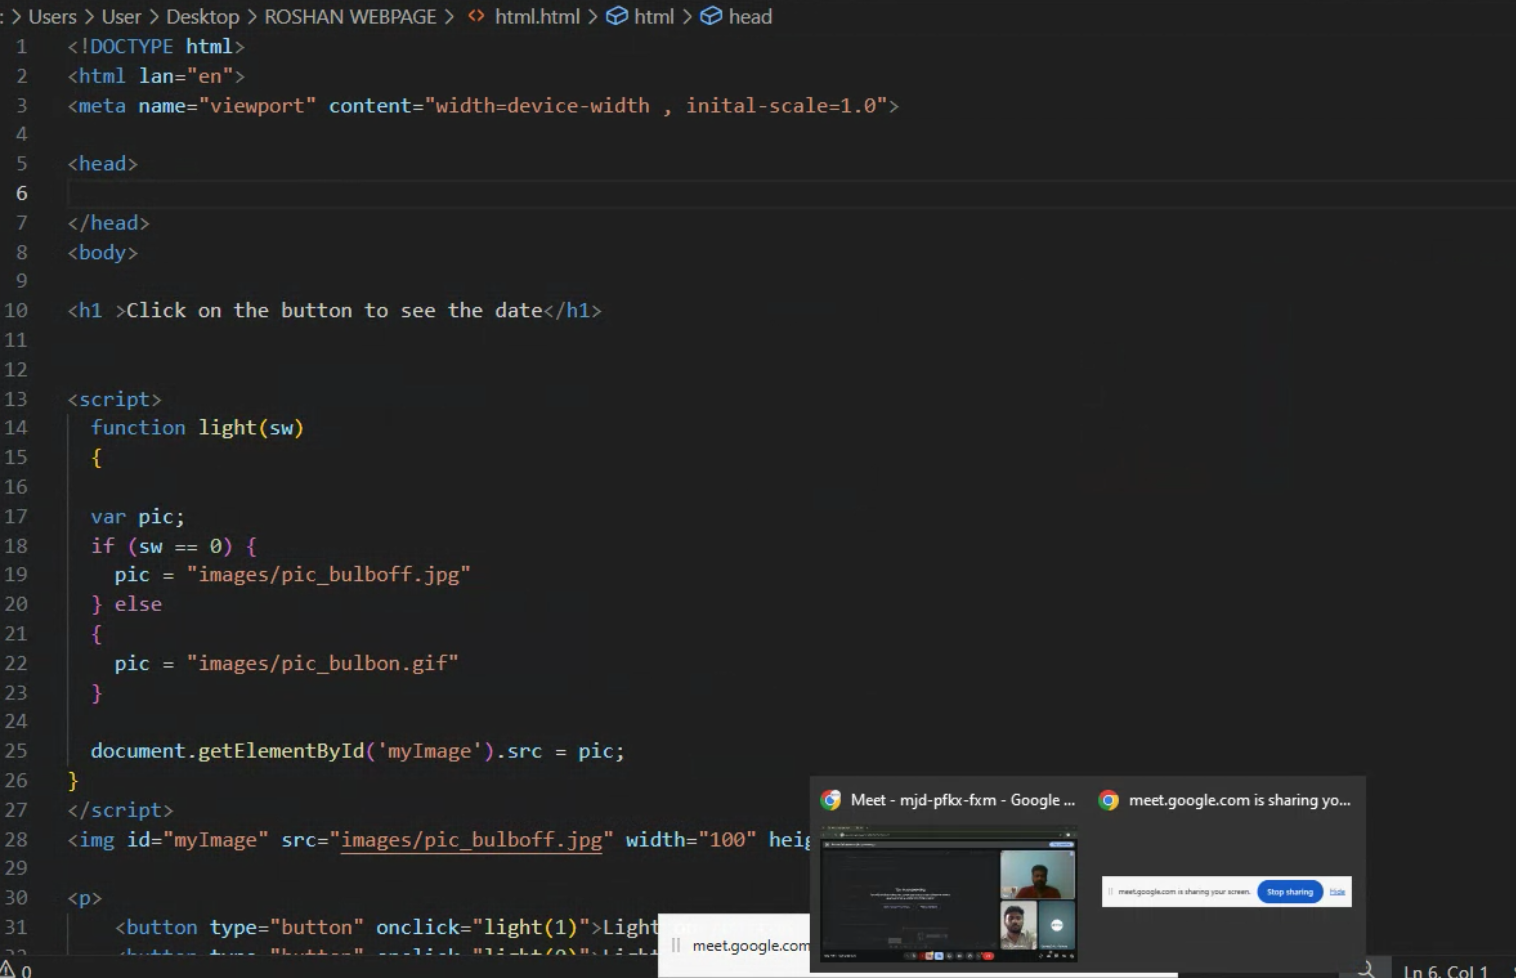 : > Users > User > Desktop > ROSHAN WEBPAGE > <> html.html > html > head
1 <!DOCTYPE html>
2 <html lan="en">
3 <meta name="viewport" content="width=device-width , inital-scale=1.0">
4
5 <head>
6
7 </head>
8 <body>
9
10 <h1 >Click on the button to see the date</h1>
11
12
13 <script>
14 function light(sw)
15 {
16
17 var pic;
18 if (sw == 0) {
19 pic = "images/pic_bulboff.jpg"
20 } else
21 {
22 pic = "images/pic_bulbon.gif"
23 }
24
25 document.getElementById('myImage').src = pic;
26 }
27 </script>
28 <img id="myImage" src="images/pic_bulboff.jpg" width="100" heig
29
30 <p>
31 <button type="button" onclick="light(1)">Light
Meet - mjd-pfkx-fxm - Google ...
meet.google.com is sharing yo...
meet.google.com is sharing your screen. Stop sharing Hide
meet.google.com
0
Ln 6, Col 1